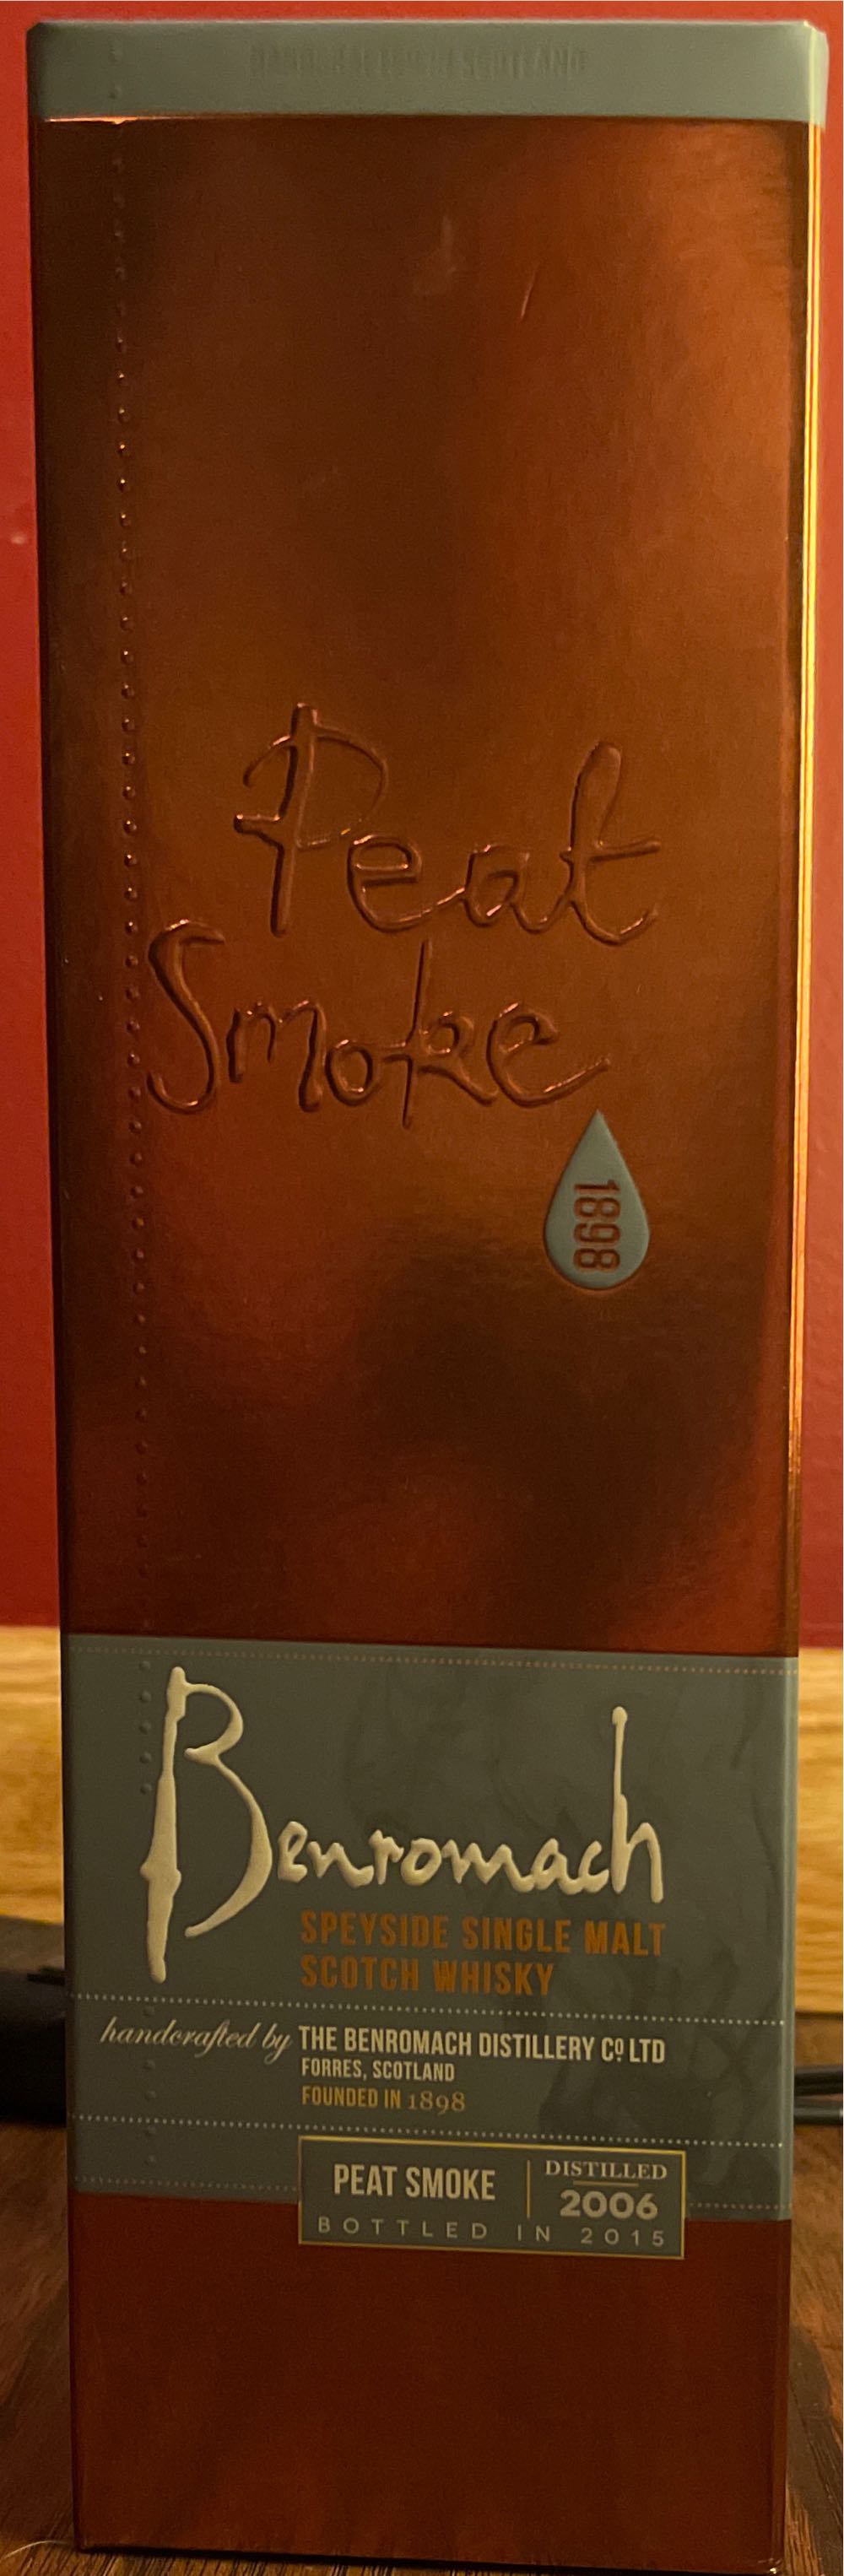 Peat
Smoke
1898
Benromach
SPEYSIDE SINGLE MALT
SCOTCH WHISKY
handcrafted by THE BENROMACH DISTILLERY Cº LTD
FORRES, SCOTLAND
FOUNDED IN 1898
PEAT SMOKE
DISTILLED
2006
BOTTLED IN 2015